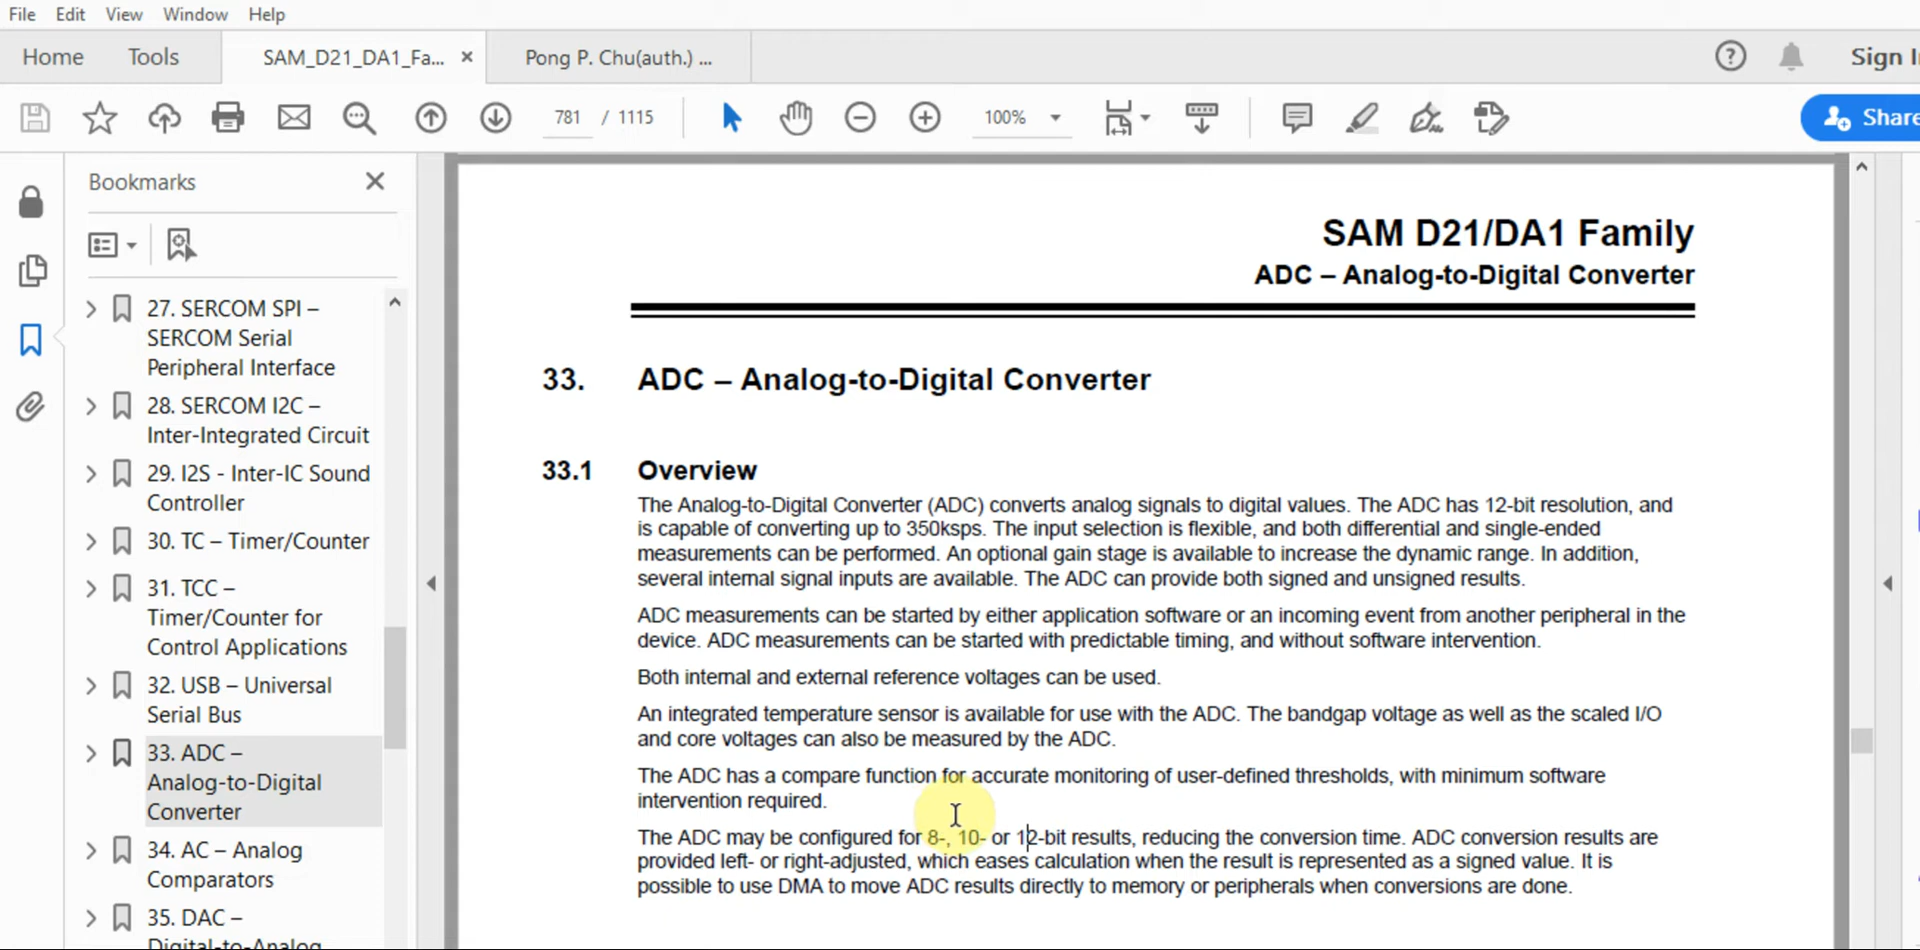 File Edit View Window Help
Home Tools SAM_D21_DA1_Fa... × Pong P. Chu(auth.) ... Sign I
781 / 1115 100% Share
Bookmarks
27. SERCOM SPI –
SERCOM Serial
Peripheral Interface
28. SERCOM I2C –
Inter-Integrated Circuit
29. I2S - Inter-IC Sound
Controller
30. TC – Timer/Counter
31. TCC –
Timer/Counter for
Control Applications
32. USB – Universal
Serial Bus
33. ADC –
Analog-to-Digital
Converter
34. AC – Analog
Comparators
35. DAC –
Digital-to-Analog
SAM D21/DA1 Family
ADC – Analog-to-Digital Converter
33. ADC – Analog-to-Digital Converter
33.1 Overview
The Analog-to-Digital Converter (ADC) converts analog signals to digital values. The ADC has 12-bit resolution, and
is capable of converting up to 350ksps. The input selection is flexible, and both differential and single-ended
measurements can be performed. An optional gain stage is available to increase the dynamic range. In addition,
several internal signal inputs are available. The ADC can provide both signed and unsigned results.
ADC measurements can be started by either application software or an incoming event from another peripheral in the
device. ADC measurements can be started with predictable timing, and without software intervention.
Both internal and external reference voltages can be used.
An integrated temperature sensor is available for use with the ADC. The bandgap voltage as well as the scaled I/O
and core voltages can also be measured by the ADC.
The ADC has a compare function for accurate monitoring of user-defined thresholds, with minimum software
intervention required.
The ADC may be configured for 8-, 10- or 12-bit results, reducing the conversion time. ADC conversion results are
provided left- or right-adjusted, which eases calculation when the result is represented as a signed value. It is
possible to use DMA to move ADC results directly to memory or peripherals when conversions are done.